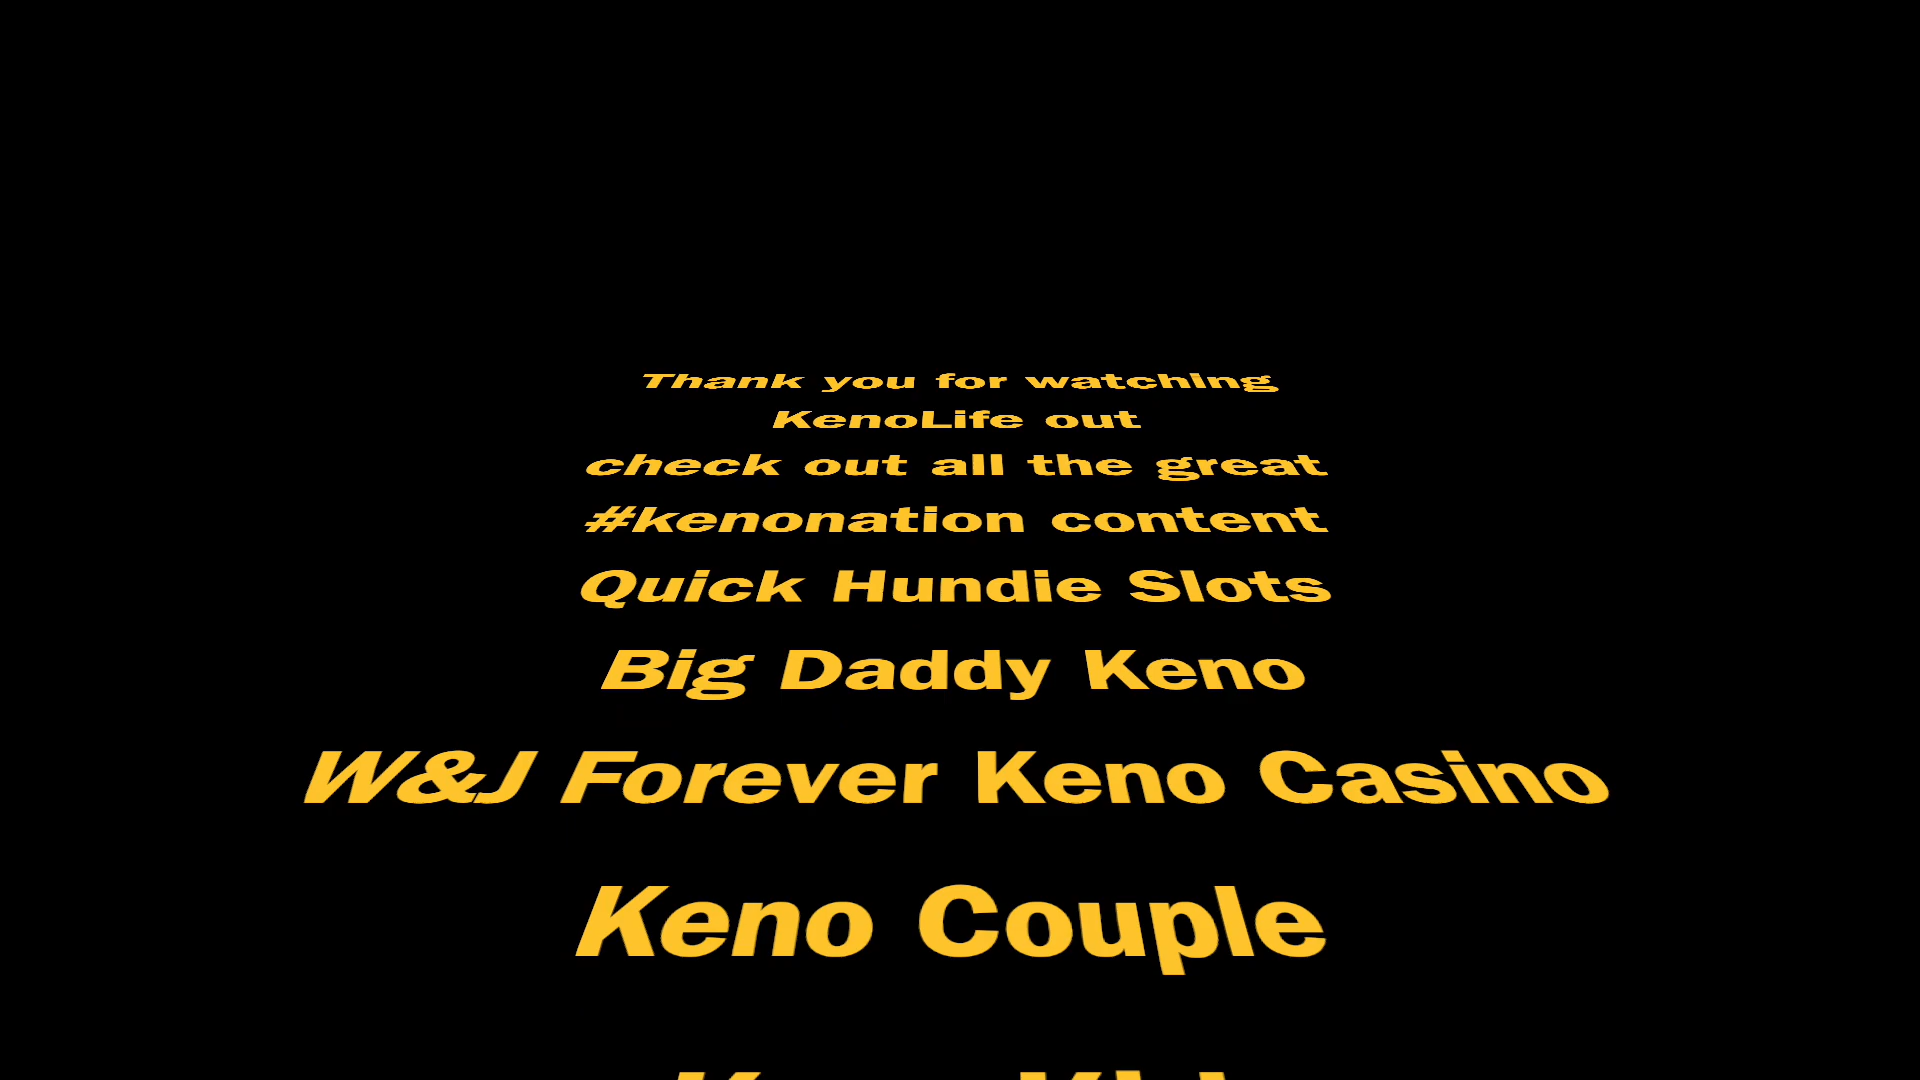 Thank you for watching
KenoLife out
check out all the great
#kenonation content
Quick Hundie Slots
Big Daddy Keno
W&J Forever Keno Casino
Keno Couple